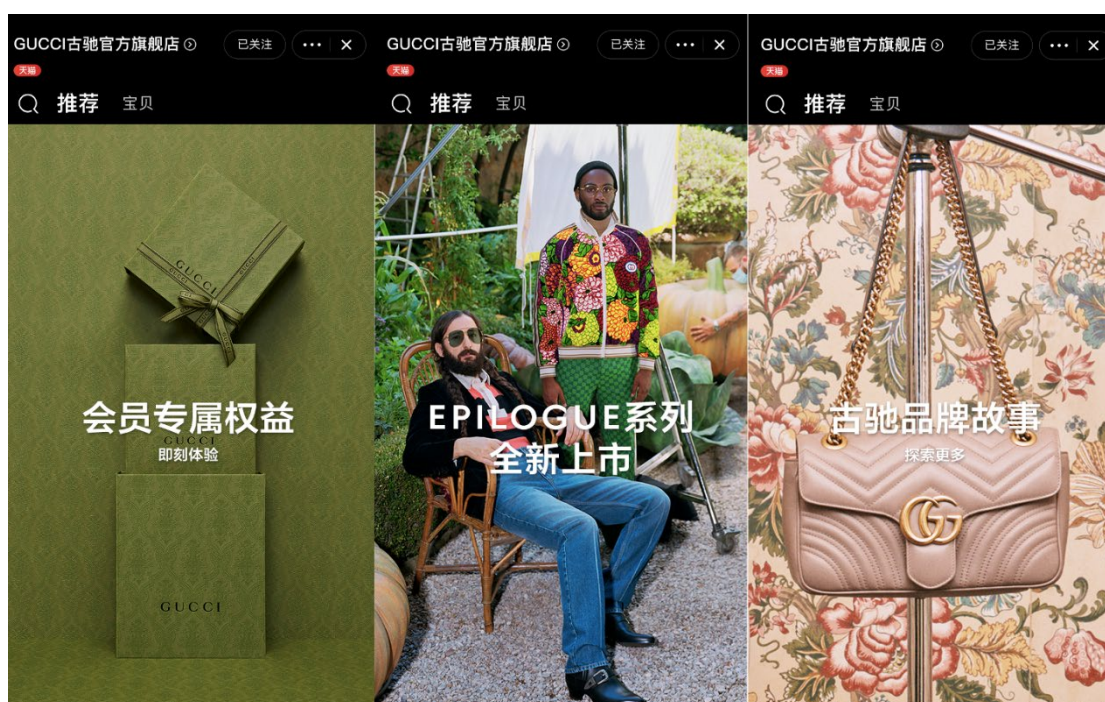 GUCCI古驰官方旗舰店
已关注
天猫
推荐 宝贝
GUCCI
会员专属权益
GUCCI
即刻体验
GUCCI
GUCCI古驰官方旗舰店
已关注
天猫
推荐 宝贝
EPILOGUE系列
全新上市
GUCCI古驰官方旗舰店
已关注
天猫
推荐 宝贝
古驰品牌故事
探索更多